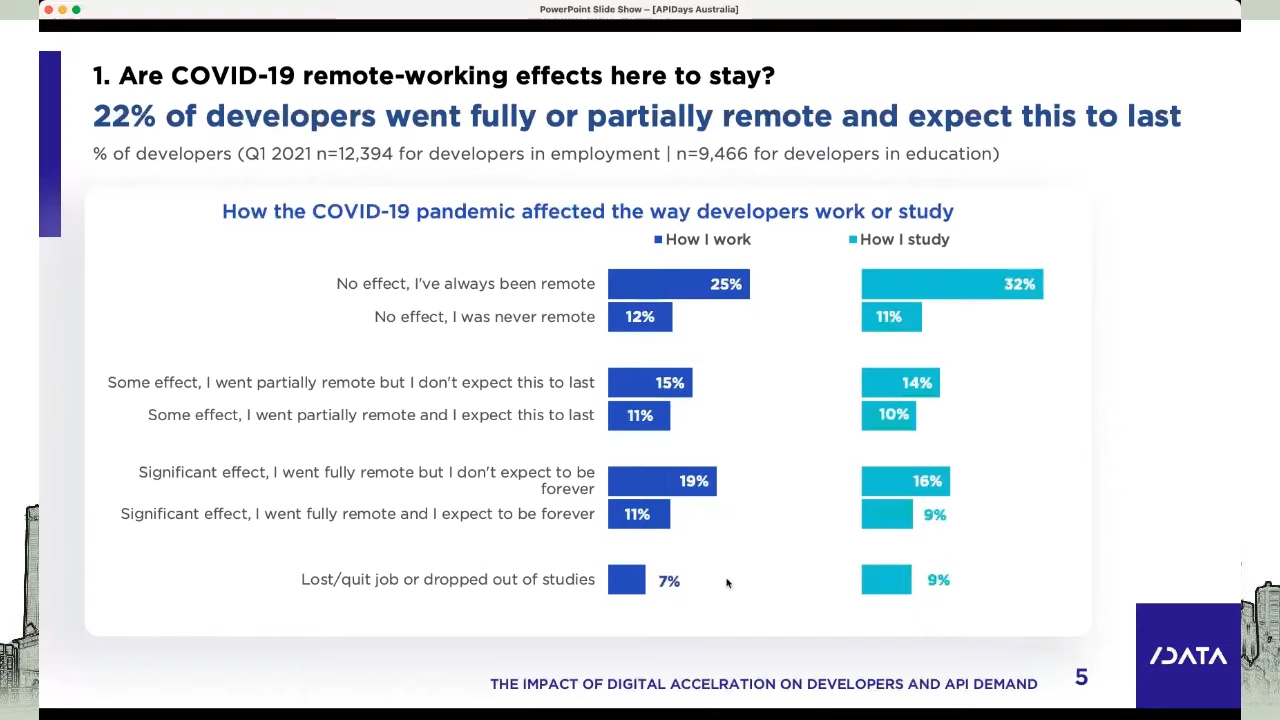 PowerPoint Slide Show – [APIDays Australia]
1. Are COVID-19 remote-working effects here to stay?
22% of developers went fully or partially remote and expect this to last
% of developers (Q1 2021 n=12,394 for developers in employment | n=9,466 for developers in education)
How the COVID-19 pandemic affected the way developers work or study
How I work
How I study
No effect, I've always been remote 25% 32%
No effect, I was never remote 12% 11%
Some effect, I went partially remote but I don't expect this to last 15% 14%
Some effect, I went partially remote and I expect this to last 11% 10%
Significant effect, I went fully remote but I don't expect to be
forever 19% 16%
Significant effect, I went fully remote and I expect to be forever 11% 9%
Lost/quit job or dropped out of studies 7% 9%
THE IMPACT OF DIGITAL ACCELRATION ON DEVELOPERS AND API DEMAND 5
/DATA